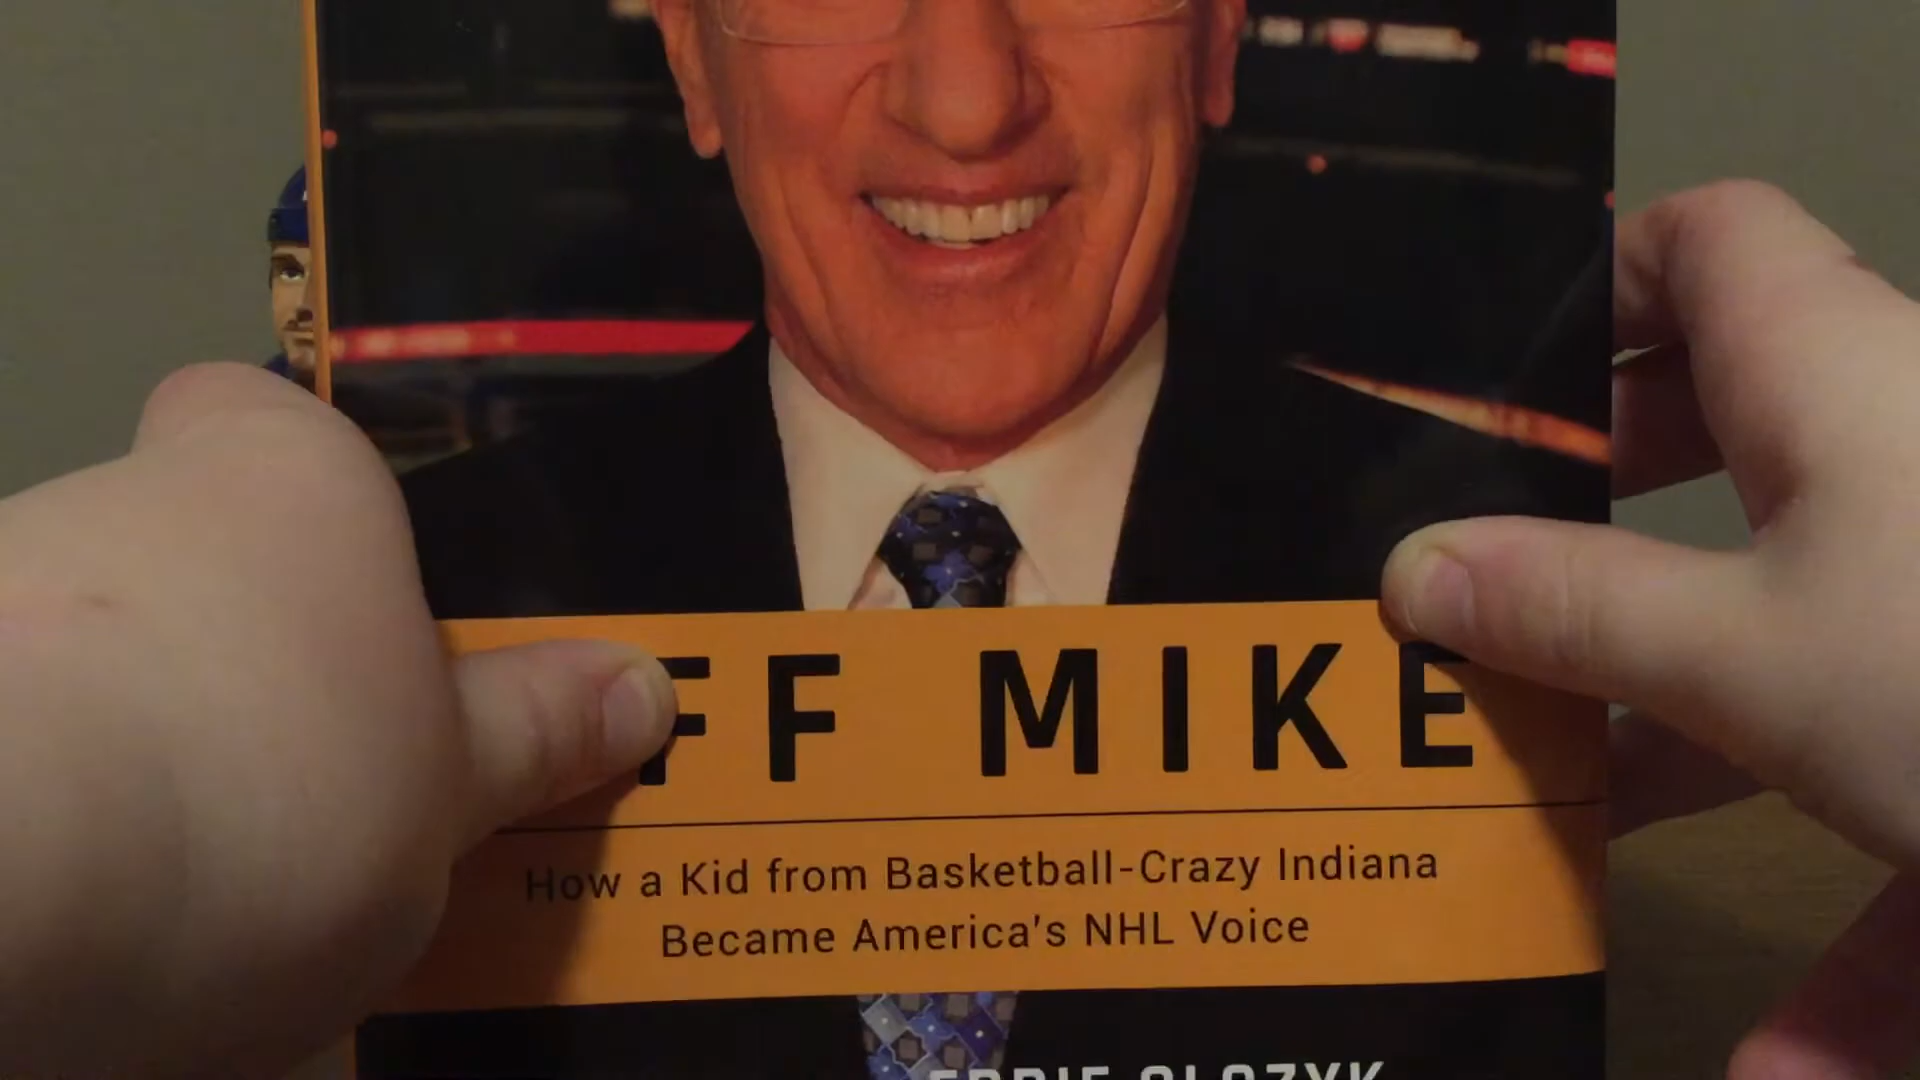 FF MIKE
How a Kid from Basketball-Crazy Indiana
Became America's NHL Voice
EDDIE OLCZYK